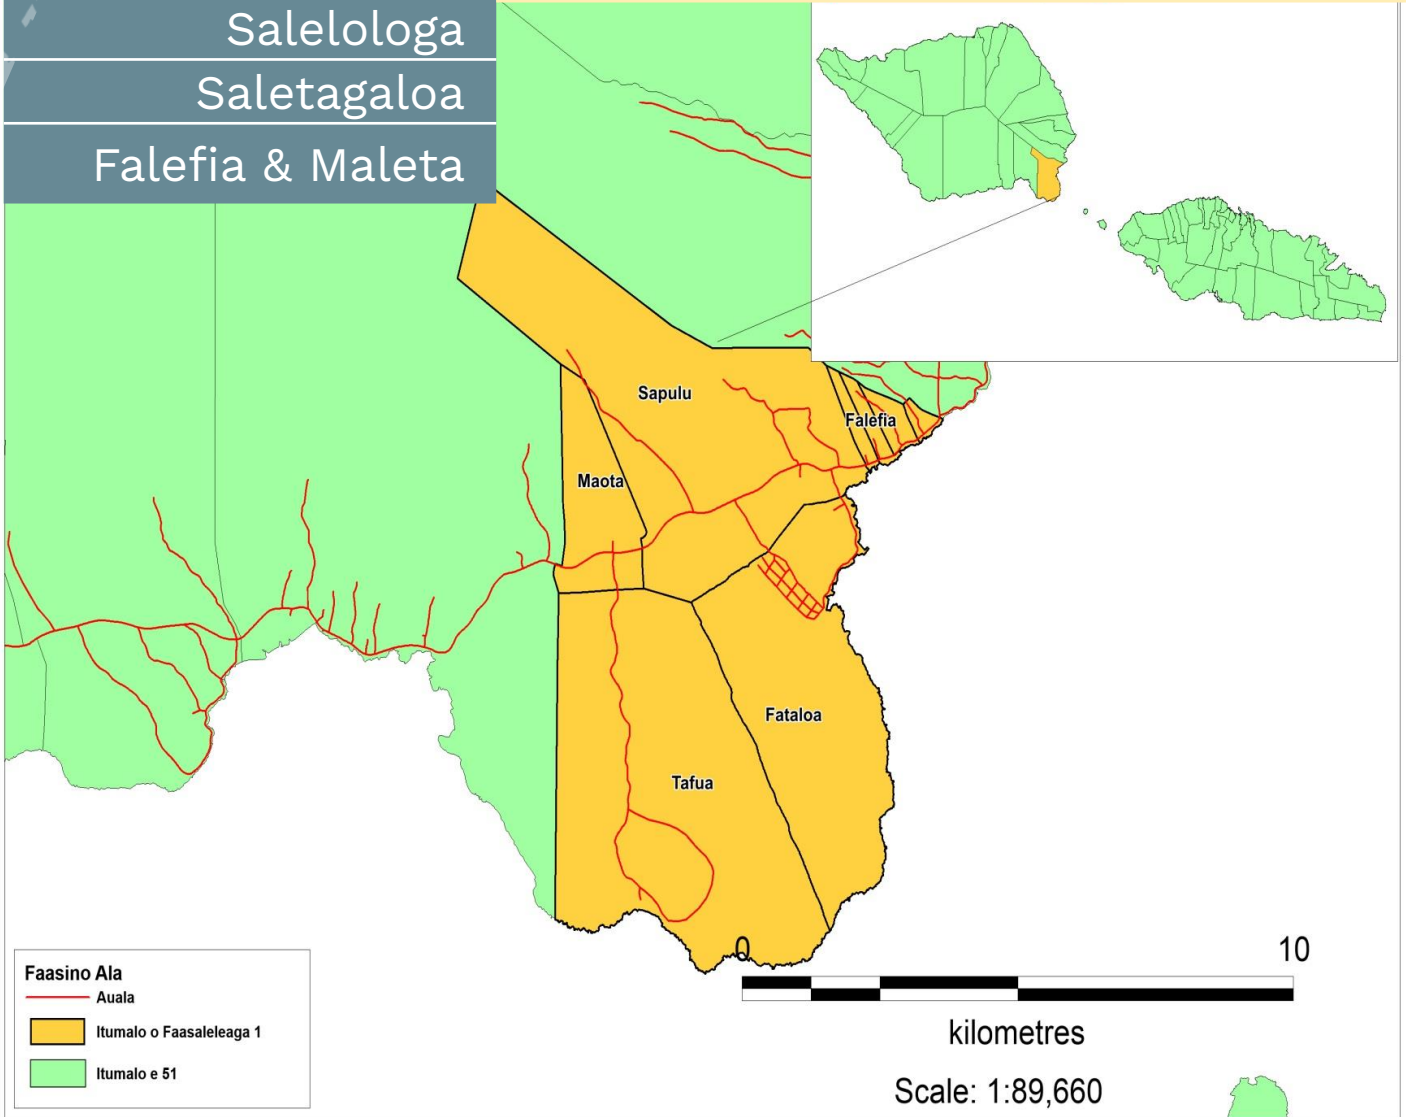 Salelologa
Saletagaloa
Falefia & Maleta
Sapulu
Falefia
Maota
Fataloa
Tafua
Faasino Ala
Auala
Itumalo o Faasaleleaga 1
Itumalo e 51
0 10
kilometres
Scale: 1:89,660